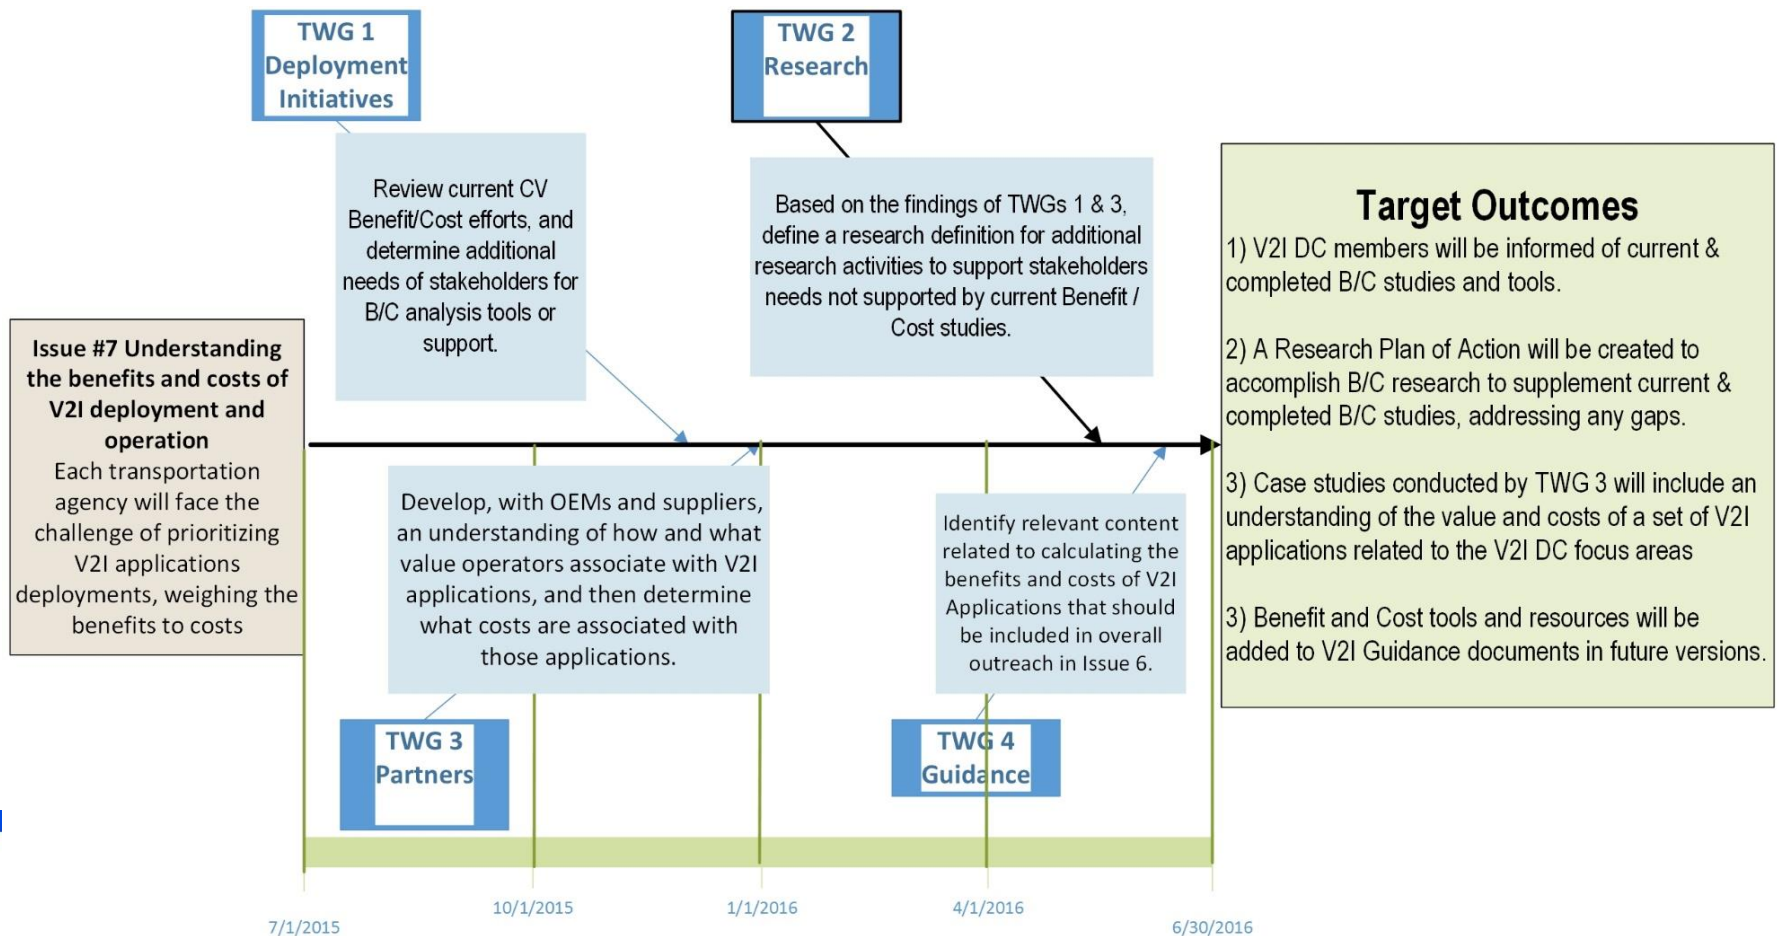 TWG 1
Deployment
Initiatives
TWG 2
Research
Review current CV
Benefit/Cost efforts, and
determine additional
needs of stakeholders for
B/C analysis tools or
support.
Based on the findings of TWGs 1 & 3,
define a research definition for additional
research activities to support stakeholders
needs not supported by current Benefit /
Cost studies.
Issue #7 Understanding
the benefits and costs of
V2I deployment and
operation
Each transportation
agency will face the
challenge of prioritizing
V2I applications
deployments, weighing the
benefits to costs
Develop, with OEMs and suppliers,
an understanding of how and what
value operators associate with V2I
applications, and then determine
what costs are associated with
those applications.
Identify relevant content
related to calculating the
benefits and costs of V2I
Applications that should
be included in overall
outreach in Issue 6.
TWG 3
Partners
TWG 4
Guidance
Target Outcomes
1) V2I DC members will be informed of current &
completed B/C studies and tools.
2) A Research Plan of Action will be created to
accomplish B/C research to supplement current &
completed B/C studies, addressing any gaps.
3) Case studies conducted by TWG 3 will include an
understanding of the value and costs of a set of V2I
applications related to the V2I DC focus areas
3) Benefit and Cost tools and resources will be
added to V2I Guidance documents in future versions.
7/1/2015
10/1/2015
1/1/2016
4/1/2016
6/30/2016